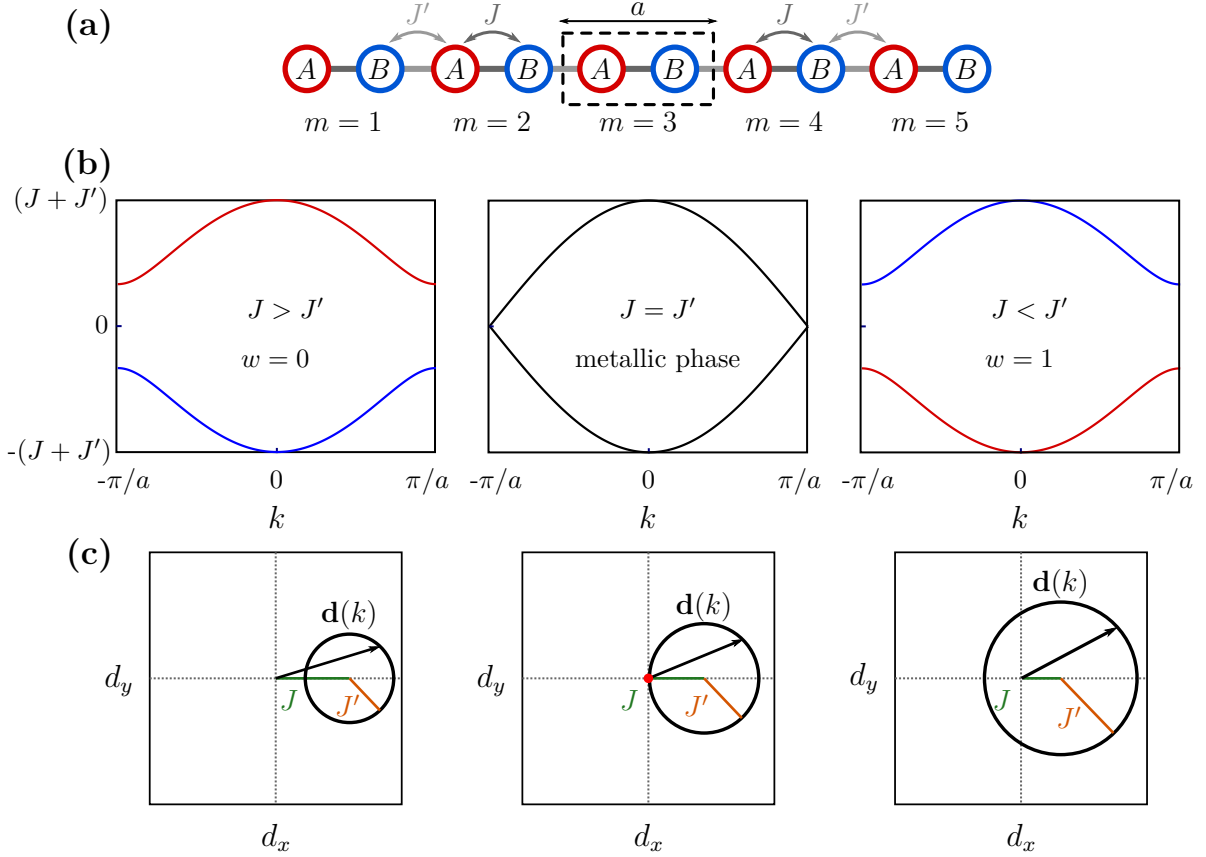 (a)
J′ J a J J′
A B A B A B A B A B
m = 1 m = 2 m = 3 m = 4 m = 5
(b)
(J + J′)
0
-(J + J′)
J > J′
w = 0
J = J′
metallic phase
J < J′
w = 1
-π/a 0 π/a -π/a 0 π/a -π/a 0 π/a
k k k
(c)
d(k) d(k) d(k)
d_y J J′ d_y J J′ d_y J J′
d_x d_x d_x